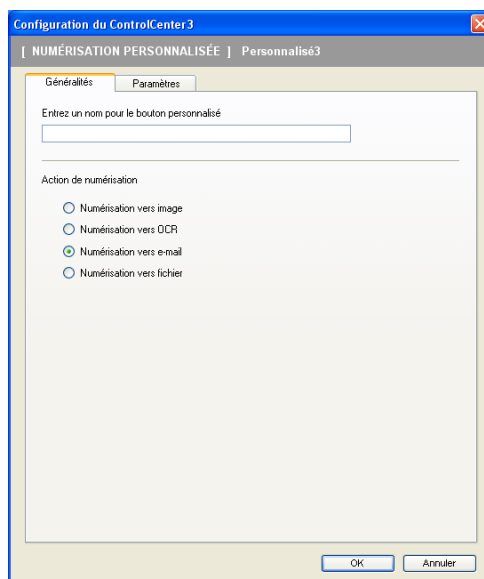 Configuration du ControlCenter3
[ NUMÉRISATION PERSONNALISÉE ] Personnalisé3
Généralités Paramètres
Entrez un nom pour le bouton personnalisé
Action de numérisation
Numérisation vers image
Numérisation vers OCR
Numérisation vers e-mail
Numérisation vers fichier
OK Annuler